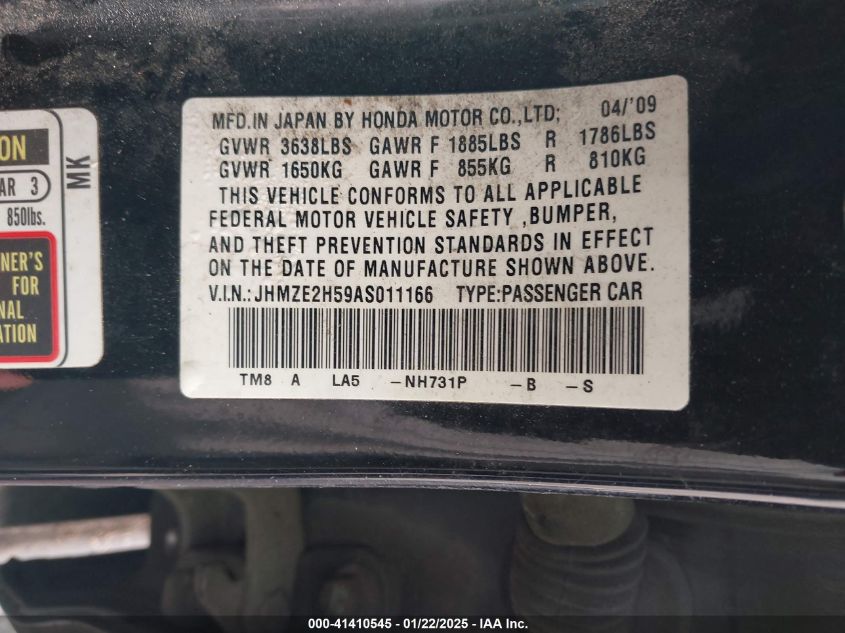 MFD.IN JAPAN BY HONDA MOTOR CO.,LTD; 04/'09
GVWR 3638LBS GAWR F 1885LBS R 1786LBS
GVWR 1650KG GAWR F 855KG R 810KG
THIS VEHICLE CONFORMS TO ALL APPLICABLE
FEDERAL MOTOR VEHICLE SAFETY ,BUMPER,
AND THEFT PREVENTION STANDARDS IN EFFECT
ON THE DATE OF MANUFACTURE SHOWN ABOVE.
V.I.N.: JHMZE2H59AS011166 TYPE:PASSENGER CAR
TM8 A LA5 -NH731P -B -S
ON
AR 3
850lbs.
NER'S
FOR
NAL
ATION
MK
000-41410545 - 01/22/2025 - IAA Inc.